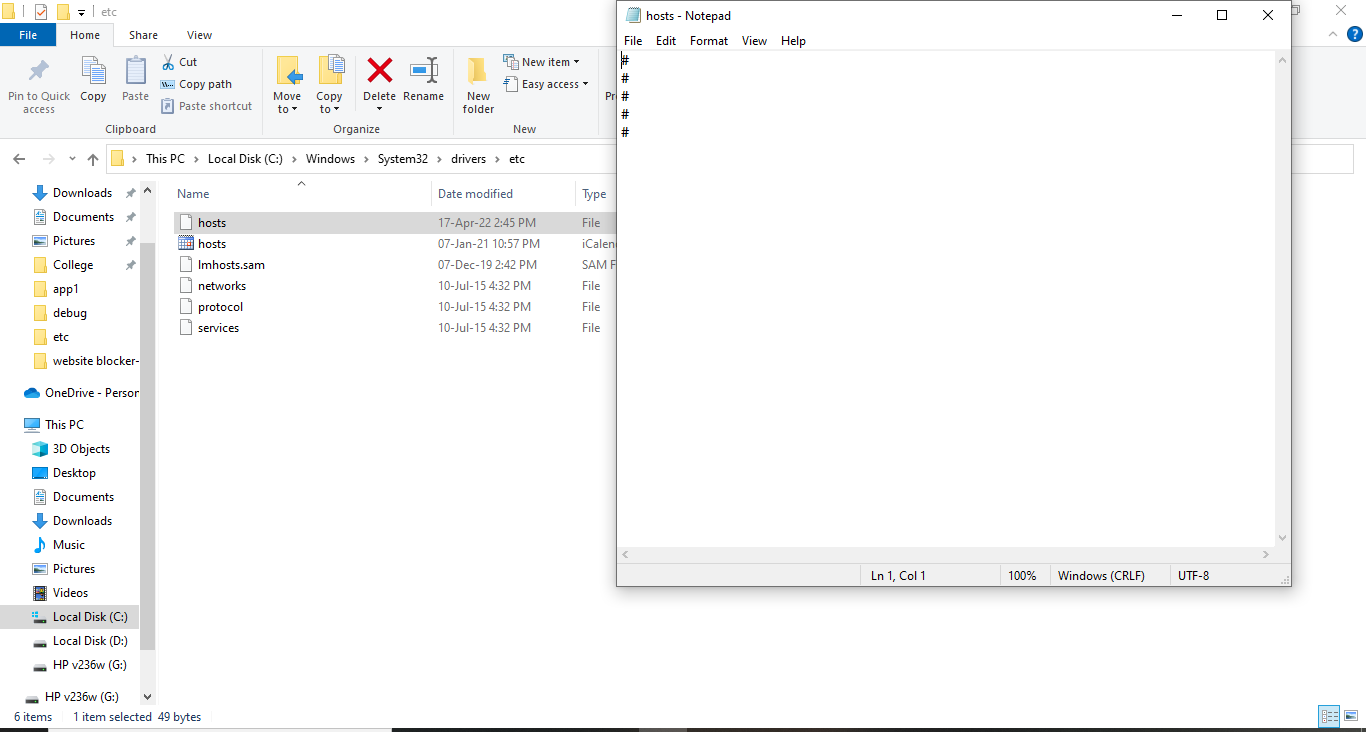 etc
File Home Share View
Pin to Quick access
Copy
Paste
Cut
Copy path
Paste shortcut
Clipboard
Move to
Copy to
Delete
Rename
Organize
New folder
New item
Easy access
New
This PC > Local Disk (C:) > Windows > System32 > drivers > etc
Downloads
Documents
Pictures
College
app1
debug
etc
website blocker-
OneDrive - Person
This PC
3D Objects
Desktop
Documents
Downloads
Music
Pictures
Videos
Local Disk (C:)
Local Disk (D:)
HP v236w (G:)
HP v236w (G:)
Name Date modified Type
hosts 17-Apr-22 2:45 PM File
hosts 07-Jan-21 10:57 PM iCalen
lmhosts.sam 07-Dec-19 2:42 PM SAM F
networks 10-Jul-15 4:32 PM File
protocol 10-Jul-15 4:32 PM File
services 10-Jul-15 4:32 PM File
6 items 1 item selected 49 bytes
hosts - Notepad
File Edit Format View Help
#
#
#
#
#
Ln 1, Col 1 100% Windows (CRLF) UTF-8